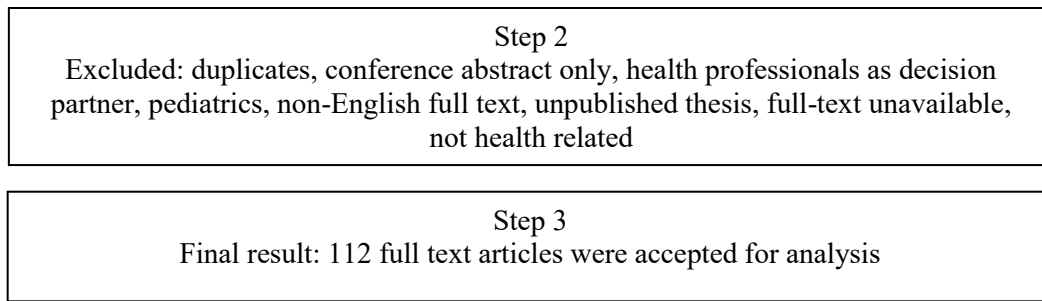 Step 2
Excluded: duplicates, conference abstract only, health professionals as decision
partner, pediatrics, non-English full text, unpublished thesis, full-text unavailable,
not health related
Step 3
Final result: 112 full text articles were accepted for analysis